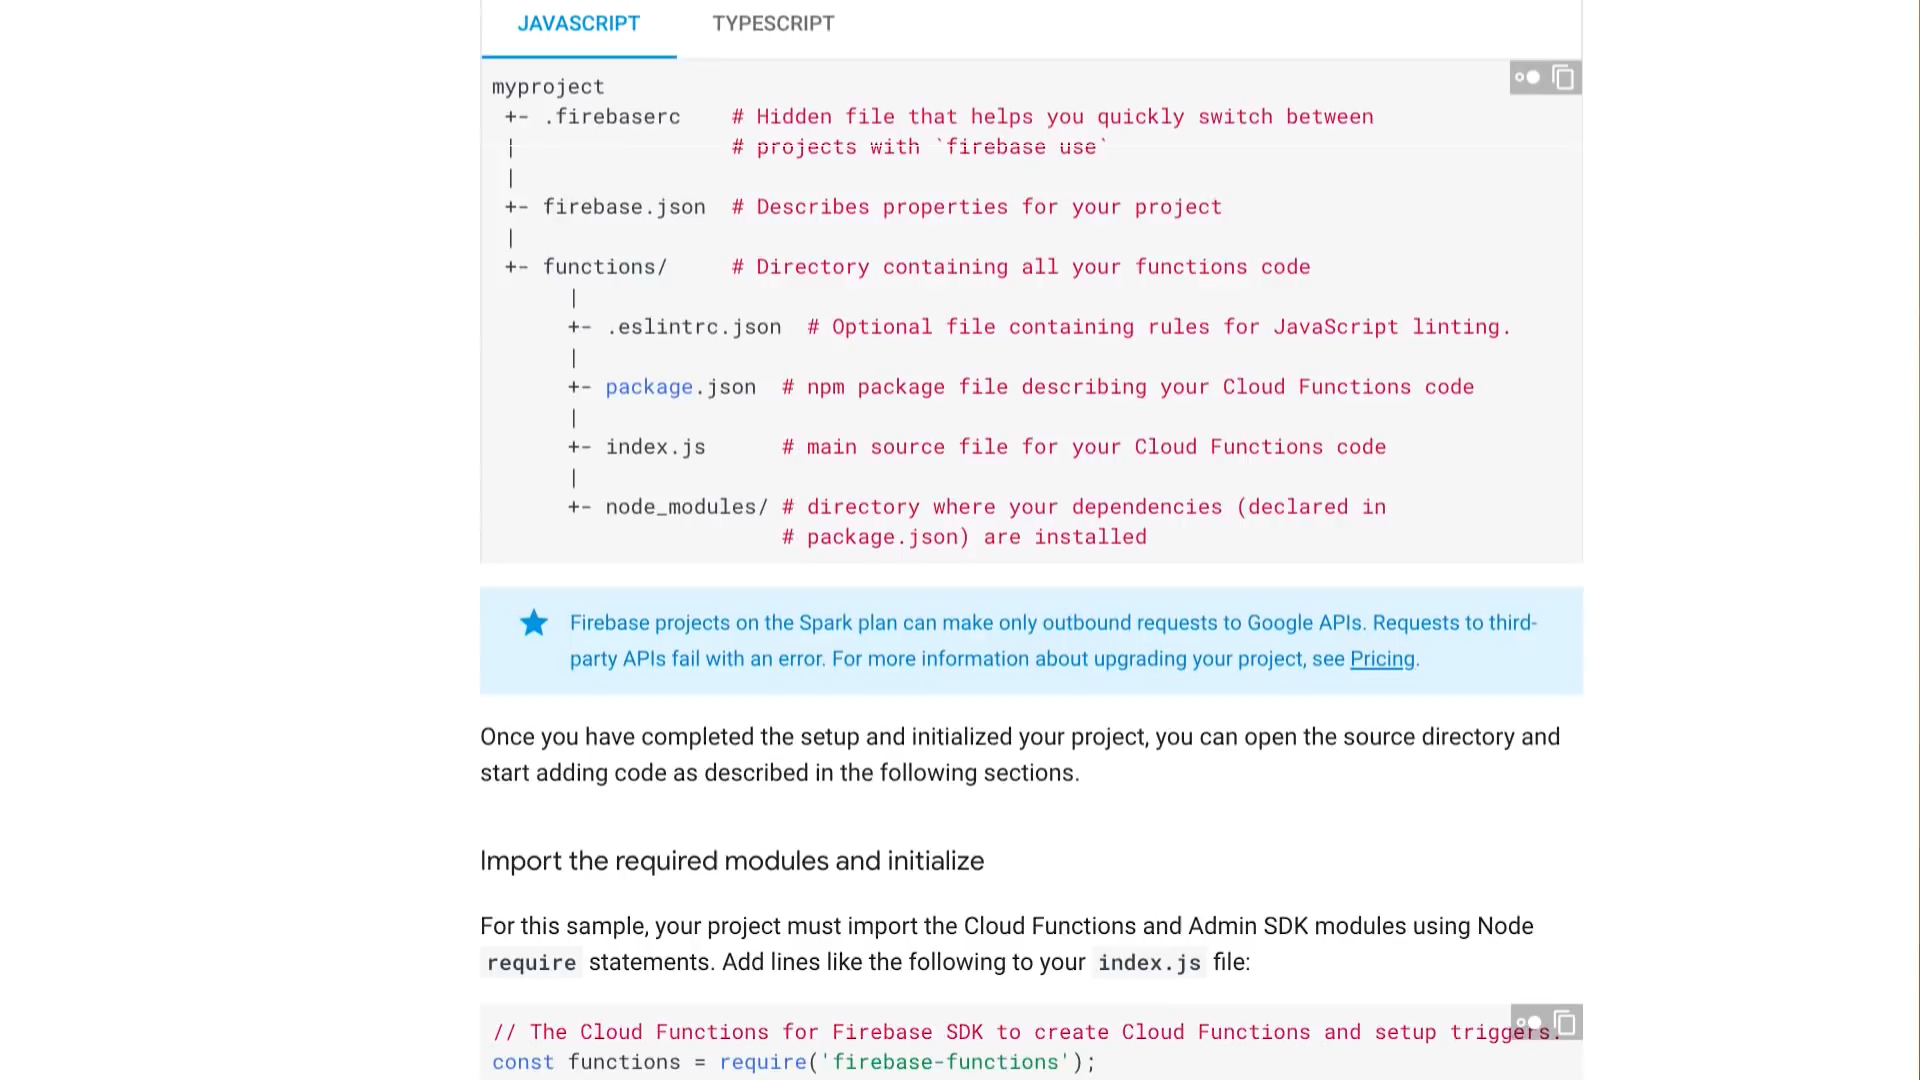 JAVASCRIPT TYPESCRIPT
myproject
+- .firebaserc # Hidden file that helps you quickly switch between
| # projects with `firebase use`
|
+- firebase.json # Describes properties for your project
|
+- functions/ # Directory containing all your functions code
|
+- .eslintrc.json # Optional file containing rules for JavaScript linting.
|
+- package.json # npm package file describing your Cloud Functions code
|
+- index.js # main source file for your Cloud Functions code
|
+- node_modules/ # directory where your dependencies (declared in
# package.json) are installed
Firebase projects on the Spark plan can make only outbound requests to Google APIs. Requests to third-
party APIs fail with an error. For more information about upgrading your project, see Pricing.
Once you have completed the setup and initialized your project, you can open the source directory and
start adding code as described in the following sections.
Import the required modules and initialize
For this sample, your project must import the Cloud Functions and Admin SDK modules using Node
require statements. Add lines like the following to your index.js file:
// The Cloud Functions for Firebase SDK to create Cloud Functions and setup triggers.
const functions = require('firebase-functions');